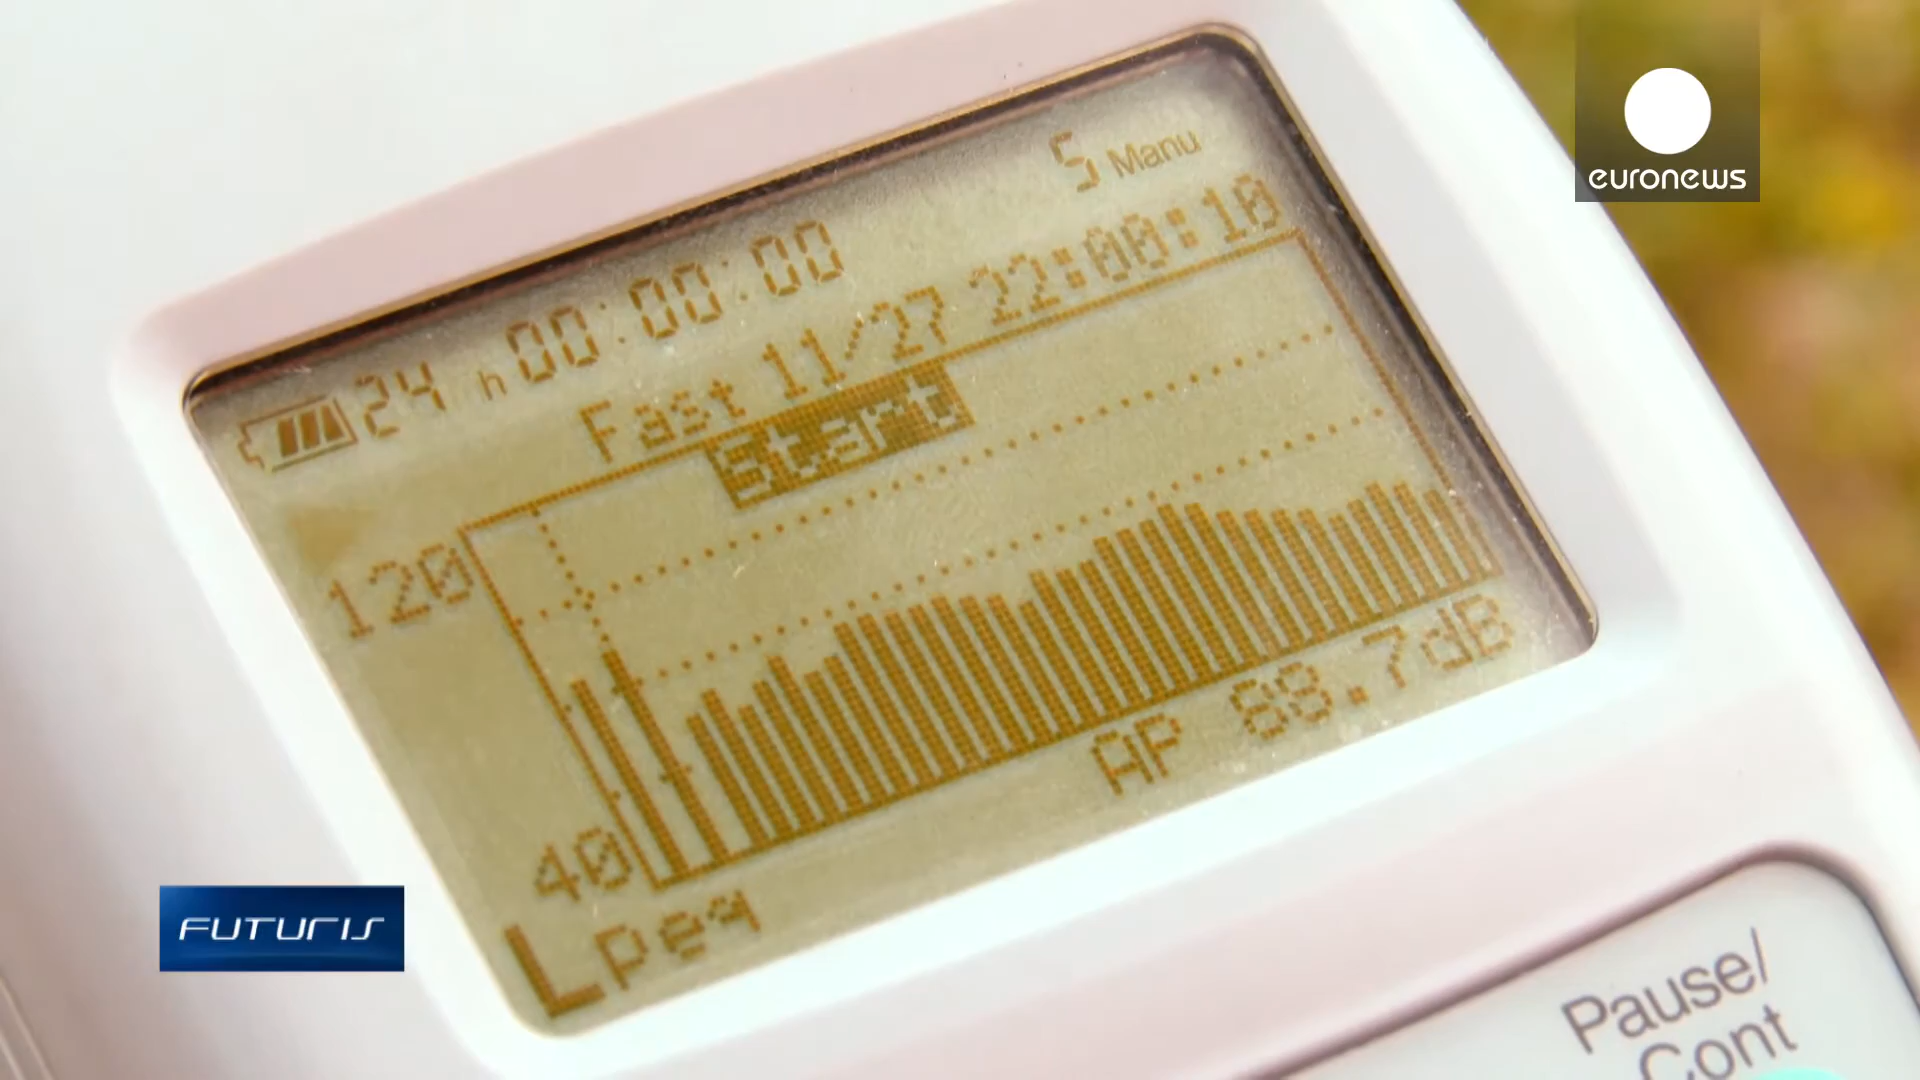 5 Manu
24 h 00:00:00
Fast 11/27 22:00:10
Start
120
40
AP 68.7dB
Lpeq
Pause/
Cont
euronews
FUTURIS